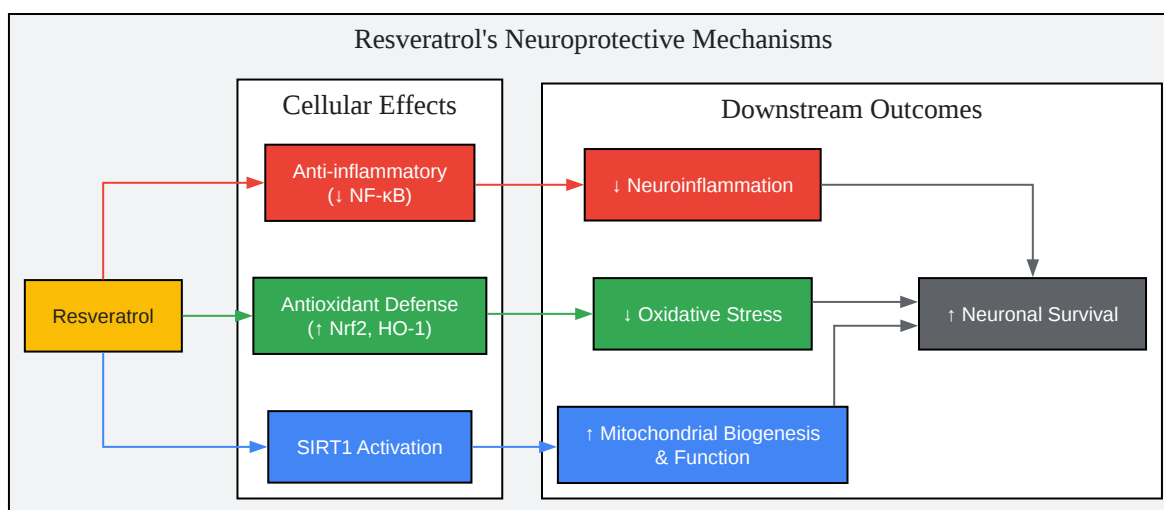 Resveratrol's Neuroprotective Mechanisms
Cellular Effects
Downstream Outcomes
Anti-inflammatory
(↓ NF-κB)
↓ Neuroinflammation
Resveratrol
Antioxidant Defense
(↑ Nrf2, HO-1)
↓ Oxidative Stress
↑ Neuronal Survival
SIRT1 Activation
↑ Mitochondrial Biogenesis
& Function